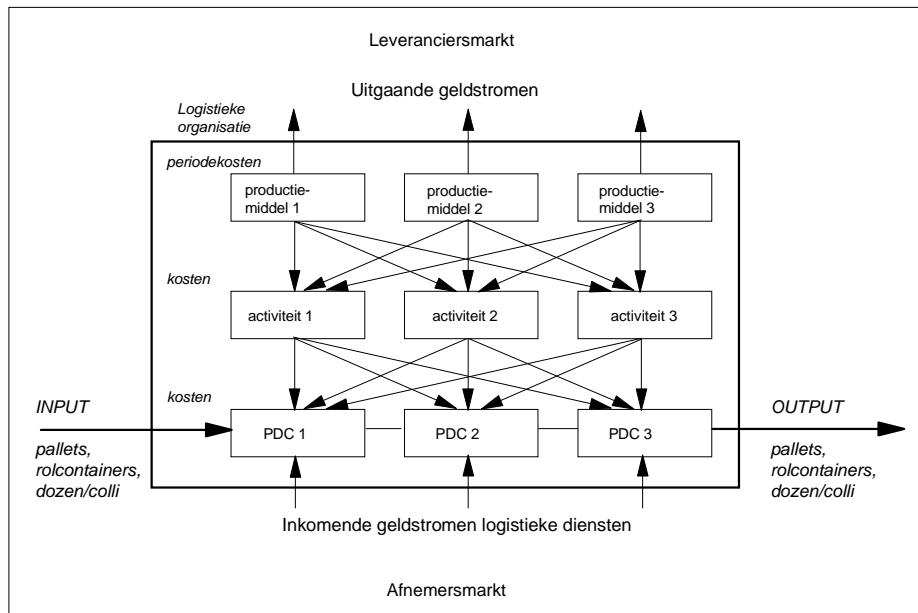 Leveranciersmarkt
Uitgaande geldstromen
Logistieke
organisatie
periodekosten
productie-
middel 1
productie-
middel 2
productie-
middel 3
kosten
activiteit 1
activiteit 2
activiteit 3
kosten
INPUT
PDC 1
PDC 2
PDC 3
OUTPUT
pallets,
rolcontainers,
dozen/colli
pallets,
rolcontainers,
dozen/colli
Inkomende geldstromen logistieke diensten
Afnemersmarkt